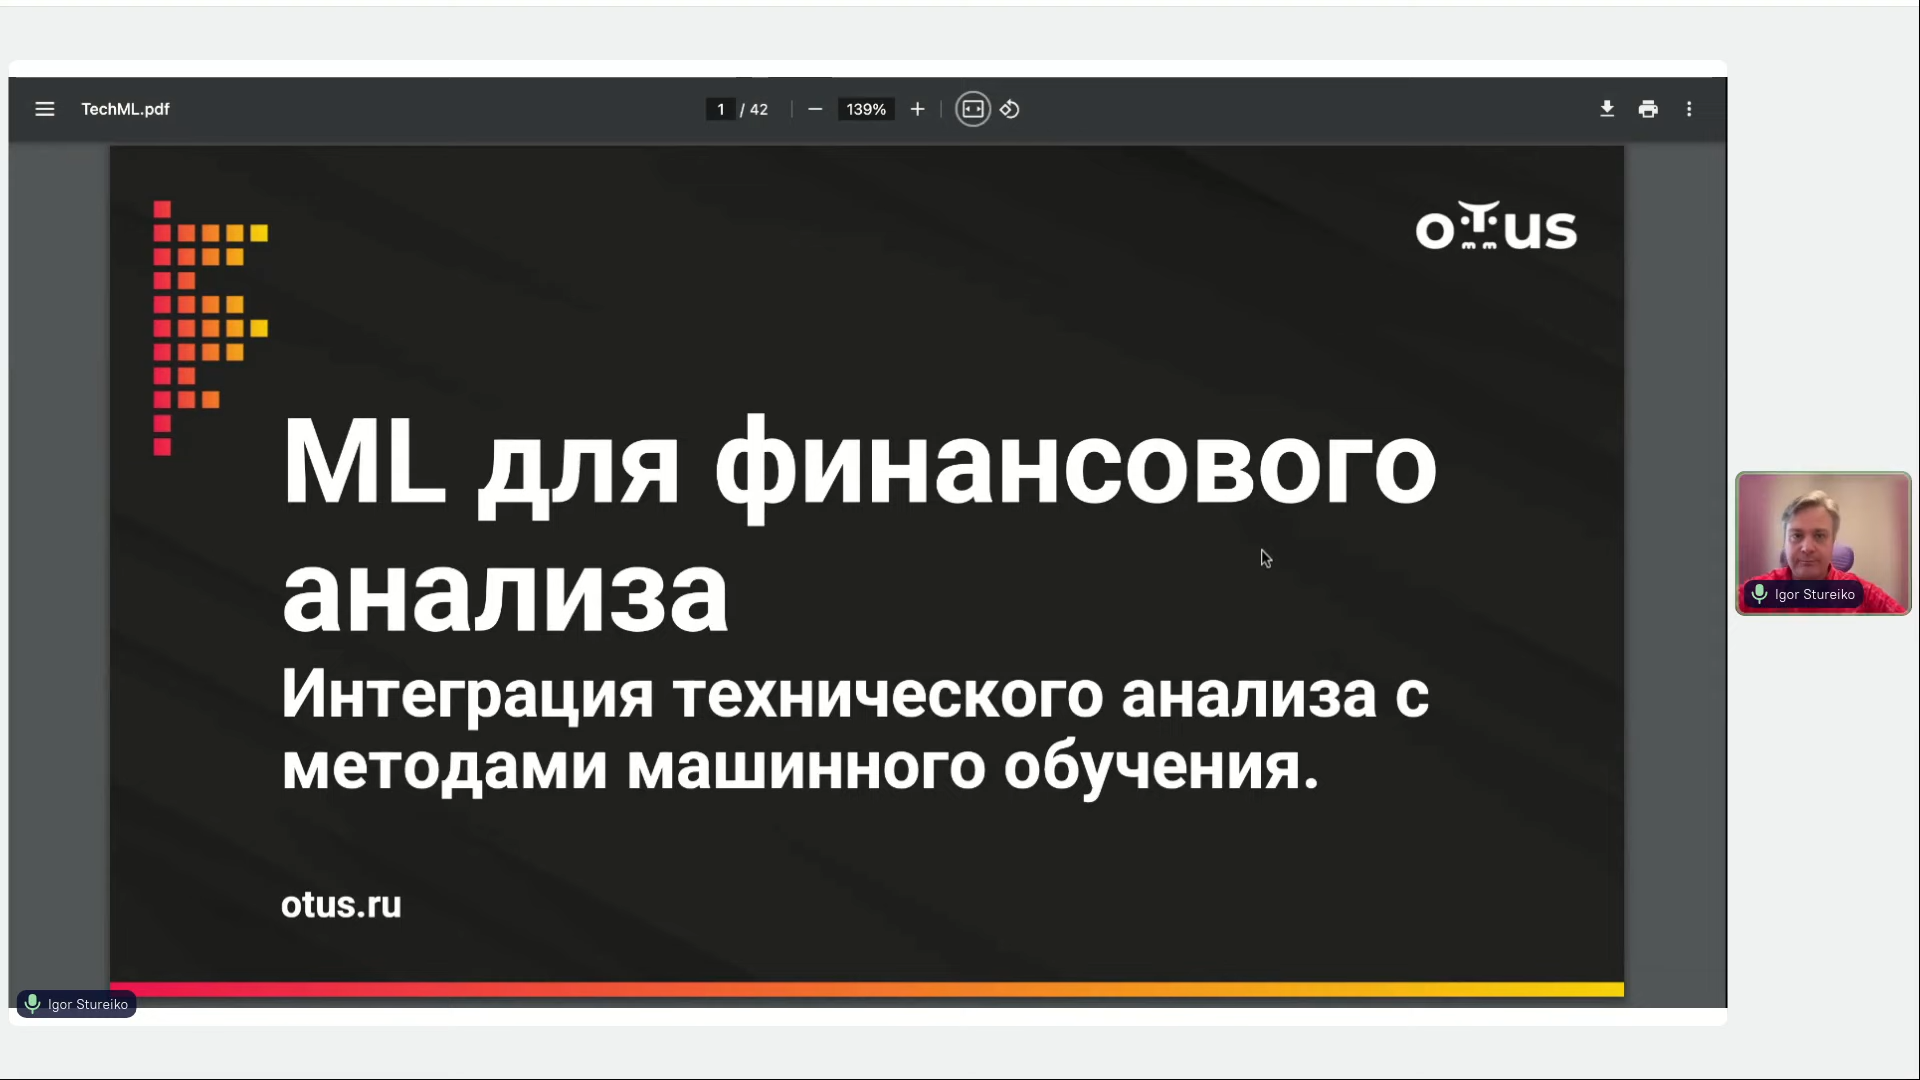 TechML.pdf
1 / 42
139%
OTUS
ML для финансового
анализа
Интеграция технического анализа с
методами машинного обучения.
otus.ru
Igor Stureiko
Igor Stureiko